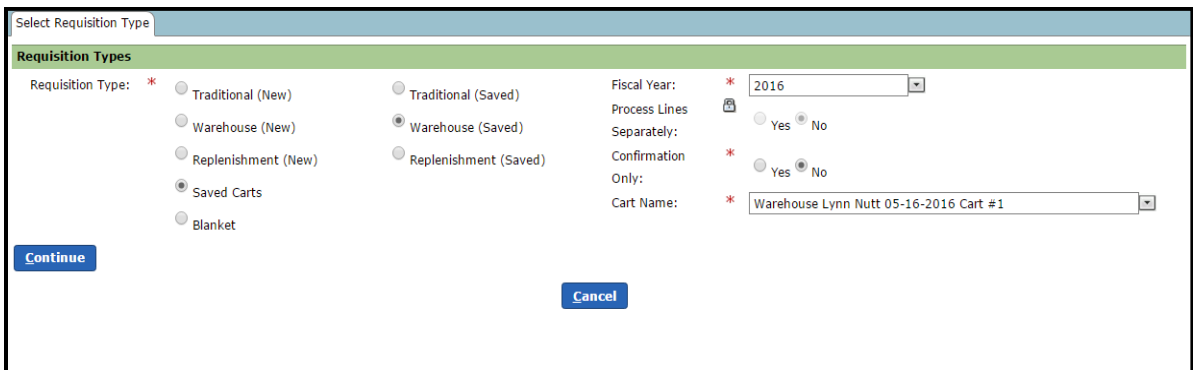 Select Requisition Type
Requisition Types
Requisition Type: *
Traditional (New)
Warehouse (New)
Replenishment (New)
Saved Carts
Blanket
Traditional (Saved)
Warehouse (Saved)
Replenishment (Saved)
Fiscal Year: * 2016
Process Lines
Separately: Yes No
Confirmation *
Only: Yes No
Cart Name: * Warehouse Lynn Nutt 05-16-2016 Cart #1
Continue
Cancel